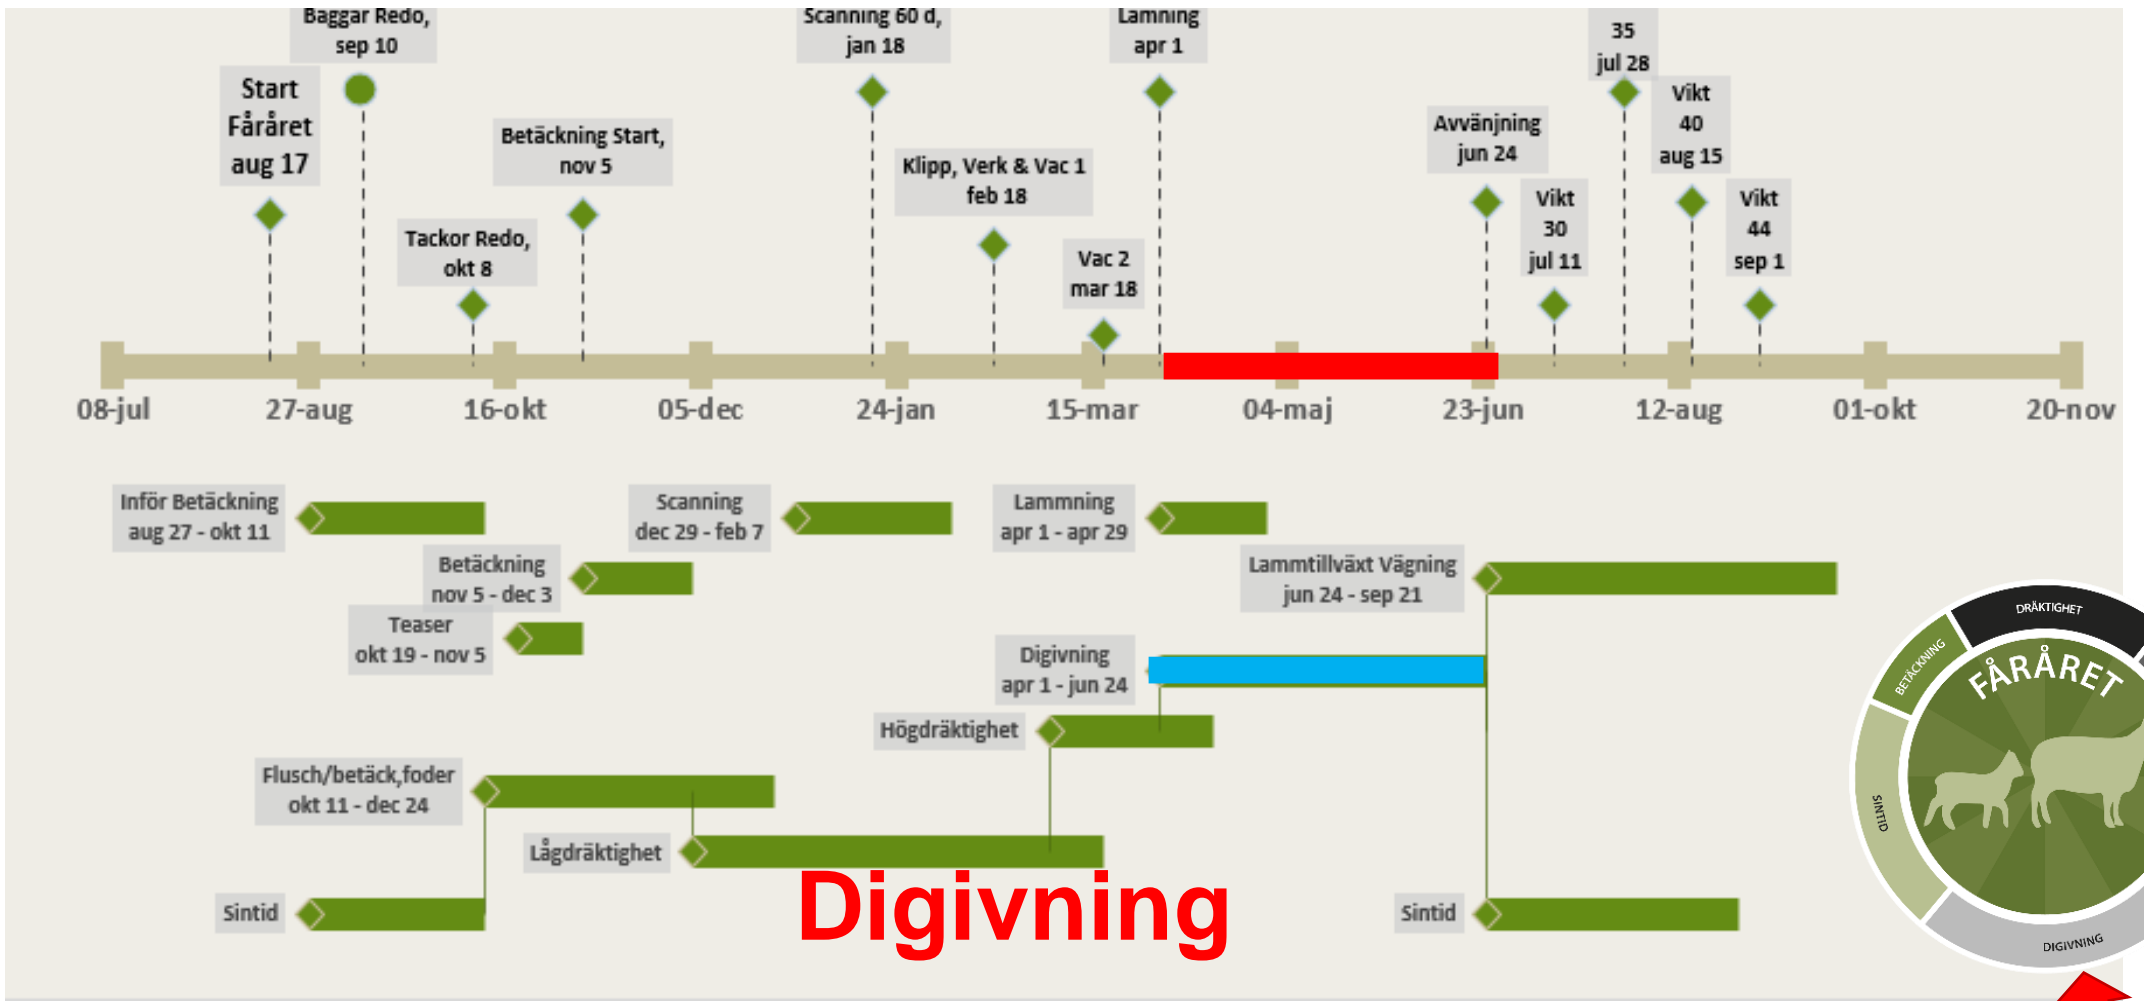 Baggar Redo,
sep 10
Scanning 60 d,
jan 18
Lamning
apr 1
35
jul 28
Start
Fåråret
aug 17
Betäckning Start,
nov 5
Klipp, Verk & Vac 1
feb 18
Avvänjning
jun 24
Vikt
40
aug 15
Tackor Redo,
okt 8
Vac 2
mar 18
Vikt
30
jul 11
Vikt
44
sep 1
08-jul 27-aug 16-okt 05-dec 24-jan 15-mar 04-maj 23-jun 12-aug 01-okt 20-nov
Inför Betäckning
aug 27 - okt 11
Scanning
dec 29 - feb 7
Lammning
apr 1 - apr 29
Betäckning
nov 5 - dec 3
Lammtillväxt Vägning
jun 24 - sep 21
Teaser
okt 19 - nov 5
Digivning
apr 1 - jun 24
Högdräktighet
Flusch/betäck,foder
okt 11 - dec 24
Lågdräktighet
Sintid
Sintid
Digivning
DRÄKTIGHET
BETÄCKNING
FÅRÅRET
SINTID
DIGIVNING